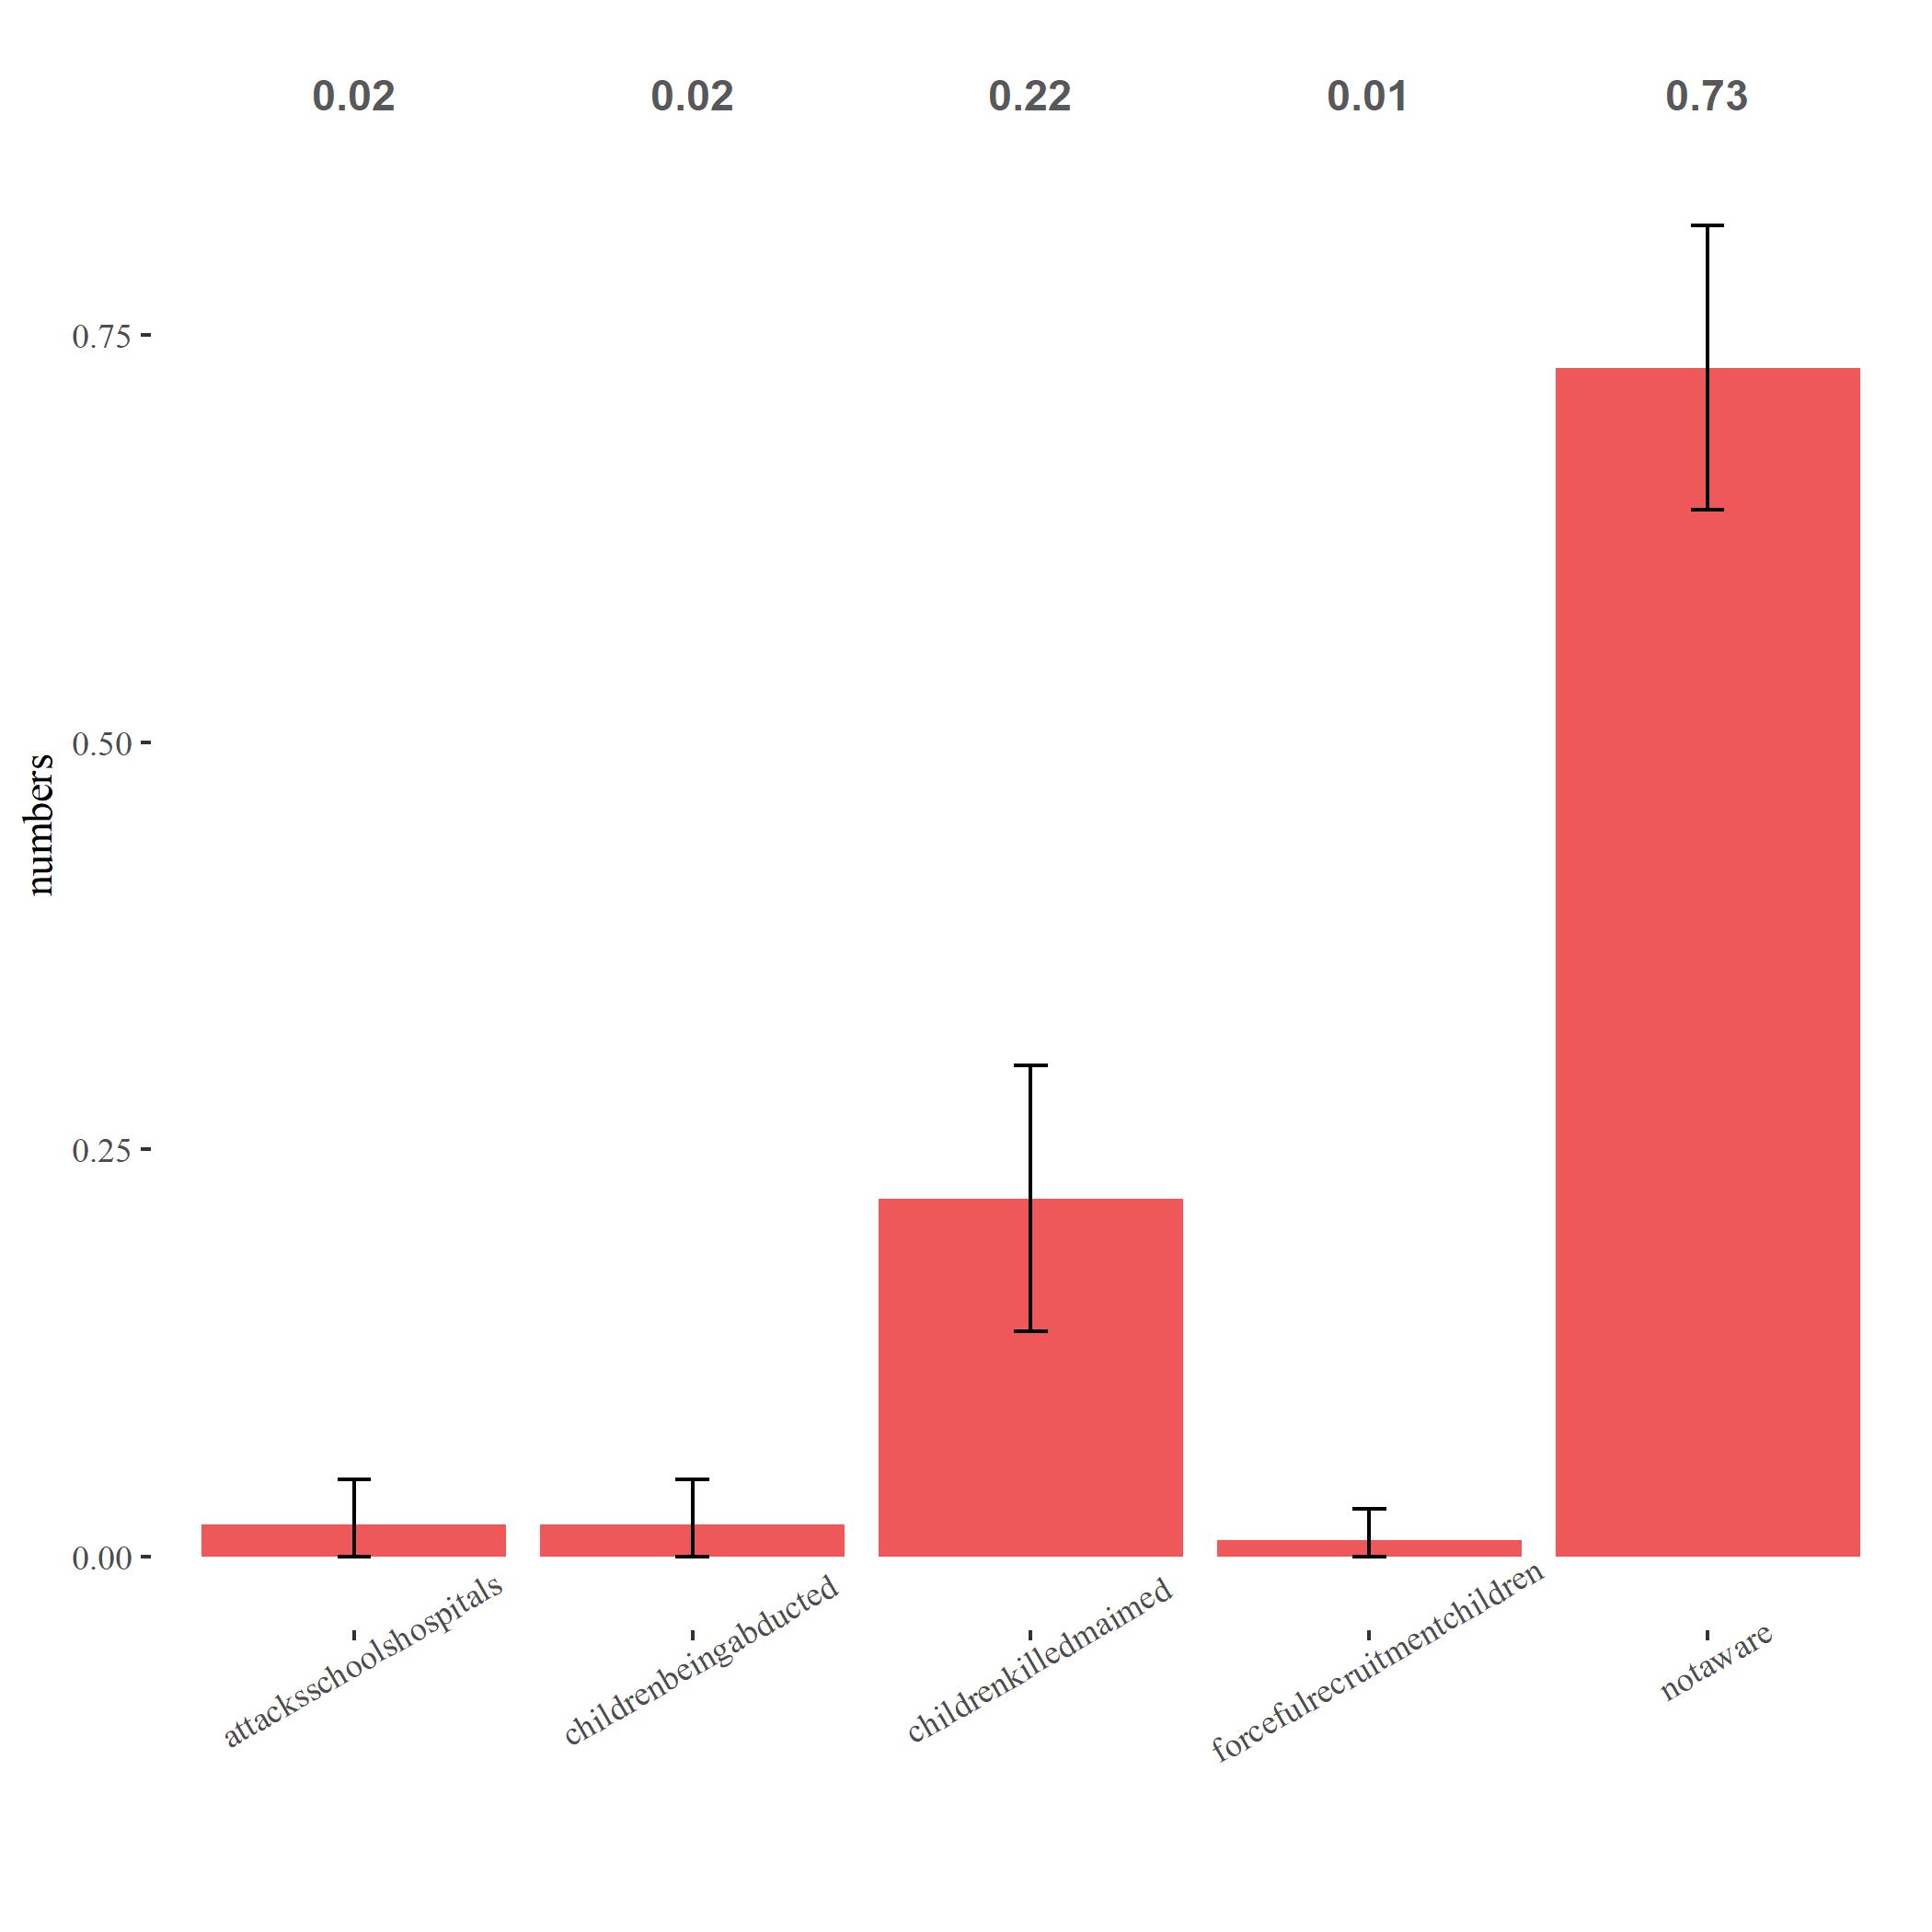 0.02 0.02 0.22 0.01 0.73
0.75
0.50
0.25
0.00
numbers
attacksschoolshospitals
childrenbeingabducted
childrenkilledmaimed
forcefulrecruitmentchildren
notaware